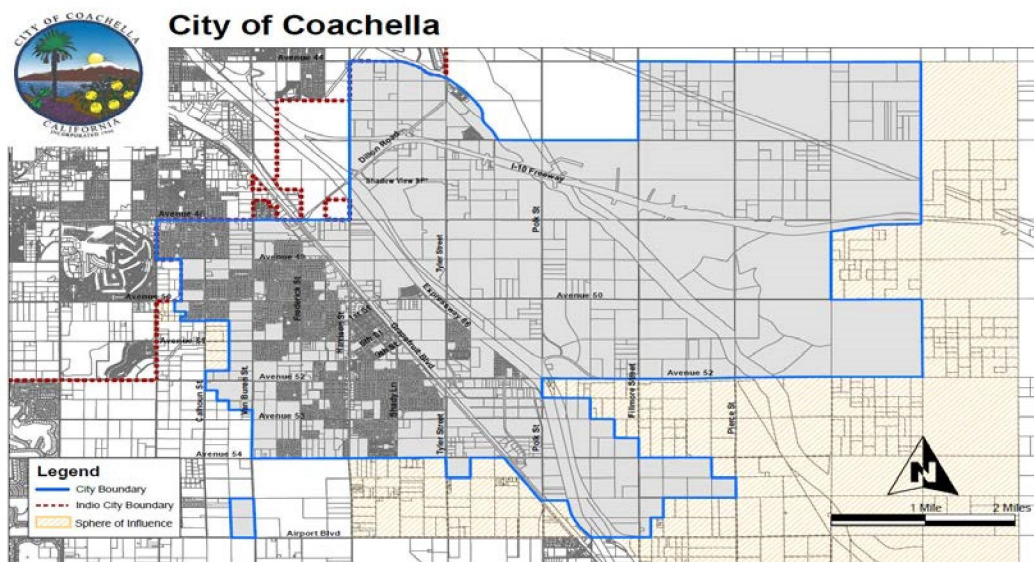 City of Coachella
CITY OF COACHELLA
CALIFORNIA
Avenue 44
Dillon Road
Shadow View
I-10 Freeway
Polk St
Avenue 49
Tyler Street
Frederick St
Avenue 50
Expressway 86
Avenue 50
Harrison St
1st St
Grapefruit Blvd
Avenue 51
Avenue 52
Avenue 52
Calhoun St
Van Buren St.
Shady Ln
Fillmore Street
Pierce St
Avenue 53
Tyler Street
Polk St
Avenue 54
Legend
City Boundary
Indio City Boundary
Sphere of Influence
Airport Blvd
N
1 Mile
2 Miles